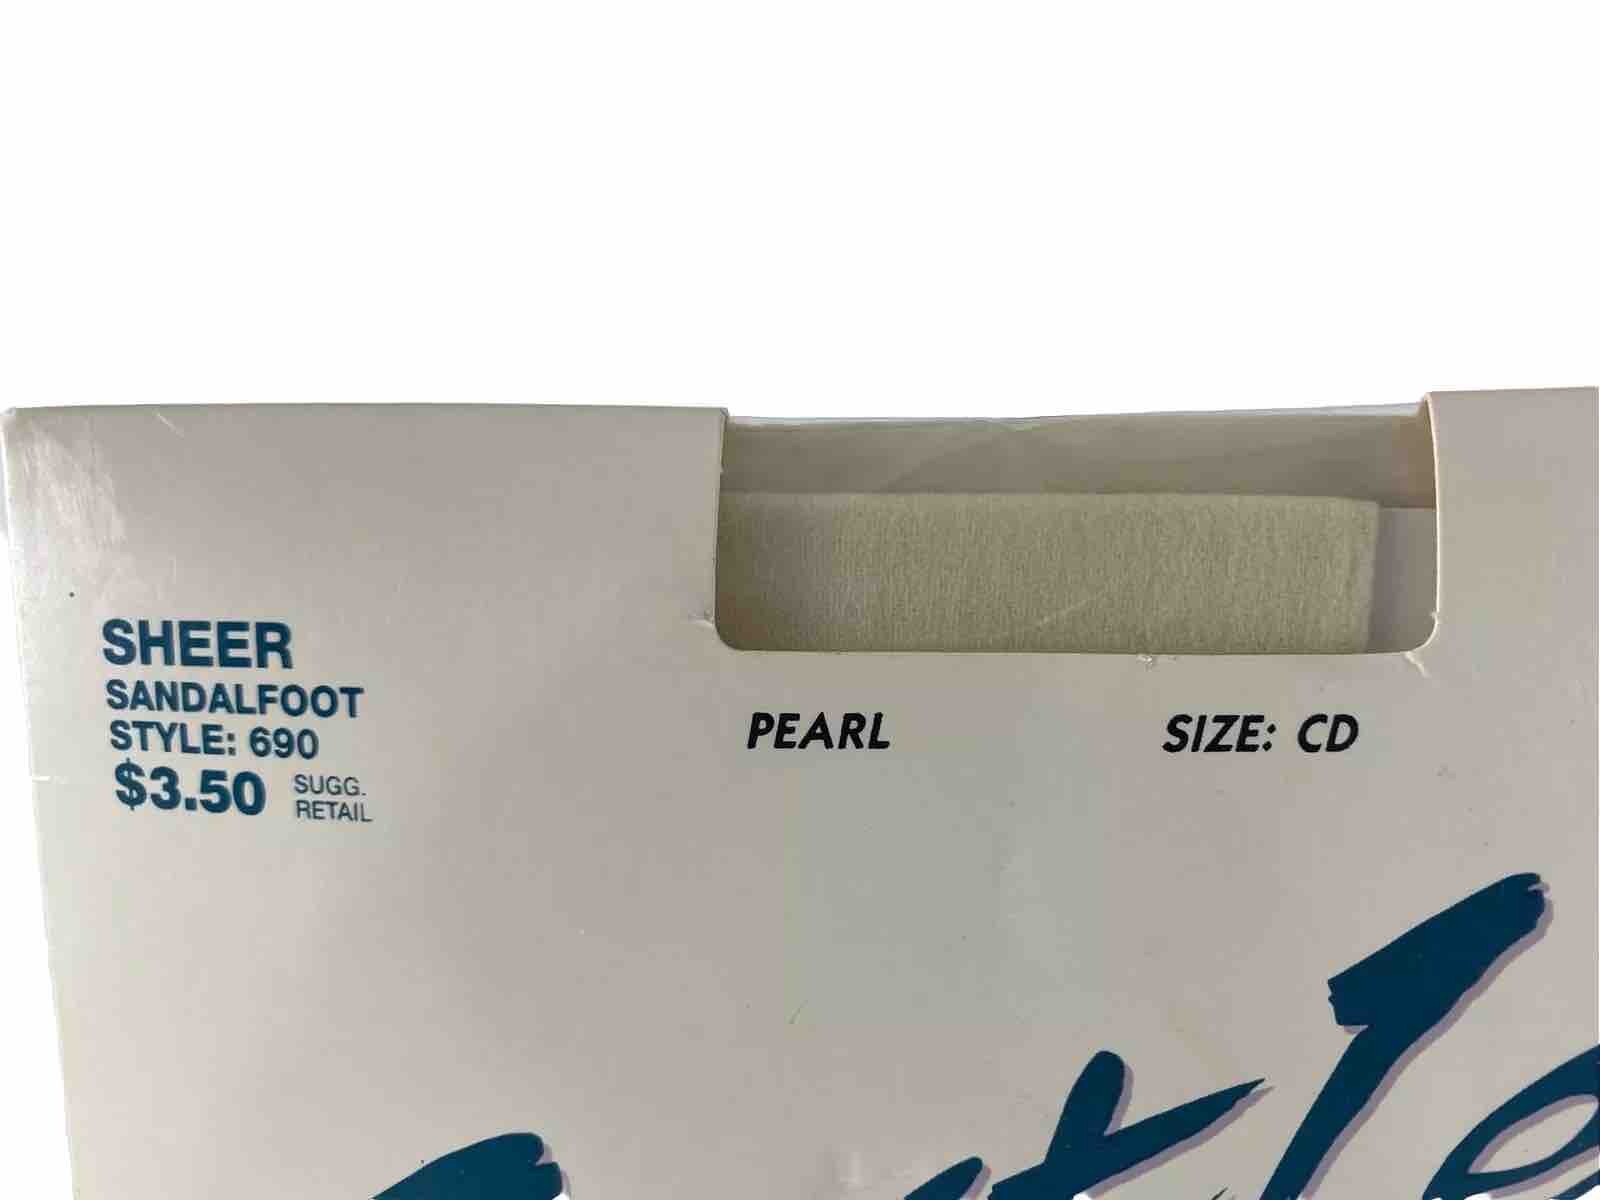 SHEER
SANDALFOOT
STYLE: 690
$3.50 SUGG.
RETAIL
PEARL SIZE: CD